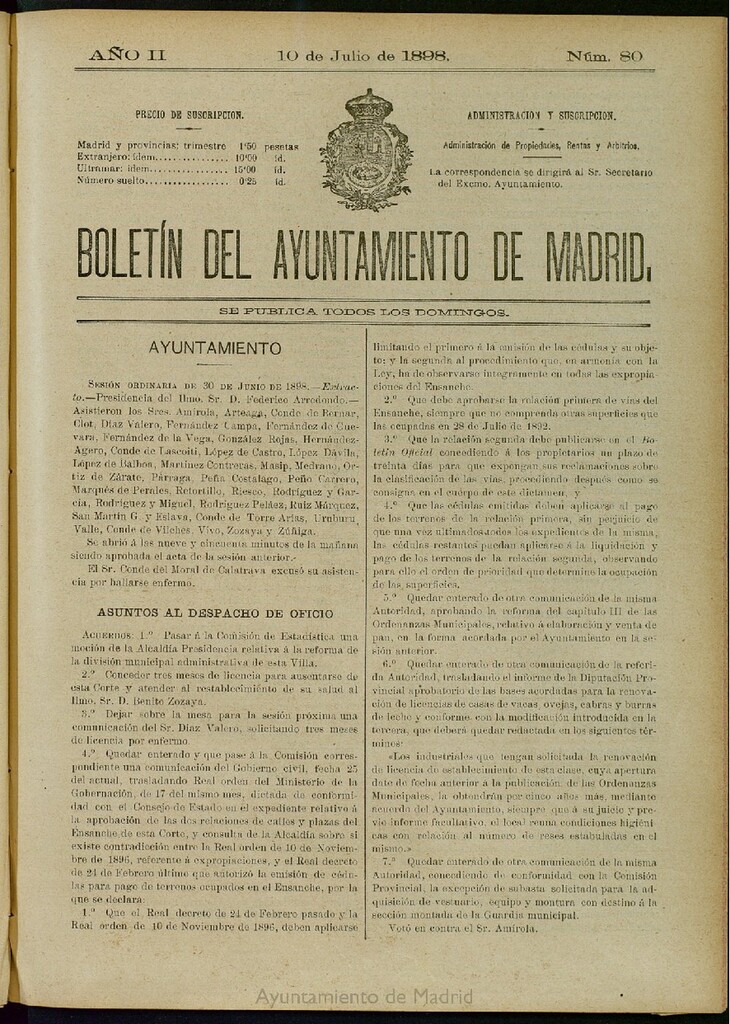 AÑO II 10 de Julio de 1898. Núm. 80
PRECIO DE SUSCRIPCION.
Madrid y provincias: trimestre 1'50 pesetas
Extranjero: ídem............... 10'00 íd.
Ultramar: ídem................ 15'00 íd.
Número suelto................. 0'25 íd.
ADMINISTRACIÓN Y SUSCRIPCION.
Administración de Propiedades, Rentas y Arbitrios.
La correspondencia se dirigirá al Sr. Secretario
del Excmo. Ayuntamiento.
BOLETÍN DEL AYUNTAMIENTO DE MADRID.
SE PUBLICA TODOS LOS DOMINGOS.
AYUNTAMIENTO
SESIÓN ORDINARIA DE 30 DE JUNIO DE 1898.—Extrac-
to.—Presidencia del Ilmo. Sr. D. Federico Arredondo.—
Asistieron los Sres. Amírola, Arteaga, Conde de Bernar,
Clot, Díaz Valero, Fernández Campa, Fernández de Gue-
vara, Fernández de la Vega, González Rojas, Hernández-
Agero, Conde de Lascoiti, López de Castro, López Dávila,
López de Balboa, Martínez Contreras, Masip, Medrano, Or-
tiz de Zárate, Párraga, Peña Costalago, Peño Carrero,
Marqués de Perales, Retortillo, Riesco, Rodríguez y Gar-
cía, Rodríguez y Miguel, Rodríguez Peláez, Ruiz Márquez,
San Martín G. y Eslava, Conde de Torre Arias, Uruburu,
Valle, Conde de Vilches, Vivo, Zozaya y Zúñiga.
Se abrió á las nueve y cincuenta minutos de la mañana
siendo aprobada el acta de la sesión anterior.
El Sr. Conde del Moral de Calatrava excusó su asisten-
cia por hallarse enfermo.
ASUNTOS AL DESPACHO DE OFICIO
ACUERDOS: 1.º Pasar á la Comisión de Estadística una
moción de la Alcaldía Presidencia relativa á la reforma de
la división municipal administrativa de esta Villa.
2.º Conceder tres meses de licencia para ausentarse de
esta Corte y atender al restablecimiento de su salud al
Ilmo. Sr. D. Benito Zozaya.
3.º Dejar sobre la mesa para la sesión próxima una
comunicación del Sr. Díaz Valero, solicitando tres meses
de licencia por enfermo.
4.º Quedar enterado y que pase á la Comisión corres-
pondiente una comunicación del Gobierno civil, fecha 25
del actual, trasladando Real orden del Ministerio de la
Gobernación, de 17 del mismo mes, dictada de conformi-
dad con el Consejo de Estado en el expediente relativo á
la aprobación de las dos relaciones de calles y plazas del
Ensanche de esta Corte, y consulta de la Alcaldía sobre si
existe contradicción entre la Real orden de 10 de Noviem-
bre de 1896, referente á expropiaciones, y el Real decreto
de 24 de Febrero último que autorizó la emisión de cédu-
las para pago de terrenos ocupados en el Ensanche, por la
que se declara:
1.º Que el Real decreto de 24 de Febrero pasado y la
Real orden de 10 de Noviembre de 1896, deben aplicarse
limitando el primero á la emisión de las cédulas y su obje-
to; y la segunda al procedimiento que, en armonía con la
Ley, ha de observarse íntegramente en todas las expropia-
ciones del Ensanche.
2.º Que debe aprobarse la relación primera de vías del
Ensanche, siempre que no comprenda otras superficies que
las ocupadas en 28 de Julio de 1892.
3.º Que la relación segunda debe publicarse en el Bo-
letín Oficial concediendo á los propietarios un plazo de
treinta días para que expongan sus reclamaciones sobre
la clasificación de las vías, procediendo después como se
consigna en el cuerpo de este dictamen, y
4.º Que las cédulas emitidas deben aplicarse al pago
de los terrenos de la relación primera, sin perjuicio de
que una vez ultimados todos los expedientes de la misma,
las cédulas restantes puedan aplicarse á la liquidación y
pago de los terrenos de la relación segunda, observando
para ello el orden de prioridad que determine la ocupación
de las superficies.
5.º Quedar enterado de otra comunicación de la misma
Autoridad, aprobando la reforma del capítulo III de las
Ordenanzas Municipales, relativo á elaboración y venta de
pan, en la forma acordada por el Ayuntamiento en la se-
sión anterior.
6.º Quedar enterado de otra comunicación de la referi-
da Autoridad, trasladando el informe de la Diputación Pro-
vincial aprobatorio de las bases acordadas para la renova-
ción de licencias de casas de vacas, ovejas, cabras y burras
de leche y conforme, con la modificación introducida en la
tercera, que deberá quedar redactada en los siguientes tér-
minos:
«Los industriales que tengan solicitada la renovación
de licencia de establecimiento de esta clase, cuya apertura
date de fecha anterior á la publicación de las Ordenanzas
Municipales, la obtendrán por cinco años más, mediante
acuerdo del Ayuntamiento, siempre que á su juicio y pre-
vio informe facultativo, el local reuna condiciones higiéni-
cas con relación al número de reses estabuladas en el
mismo.»
7.º Quedar enterado de otra comunicación de la misma
Autoridad, concediendo de conformidad con la Comisión
Provincial, la excepción de subasta solicitada para la ad-
quisición de vestuario, equipo y montura con destino á la
sección montada de la Guardia municipal.
Votó en contra el Sr. Amírola.
Ayuntamiento de Madrid